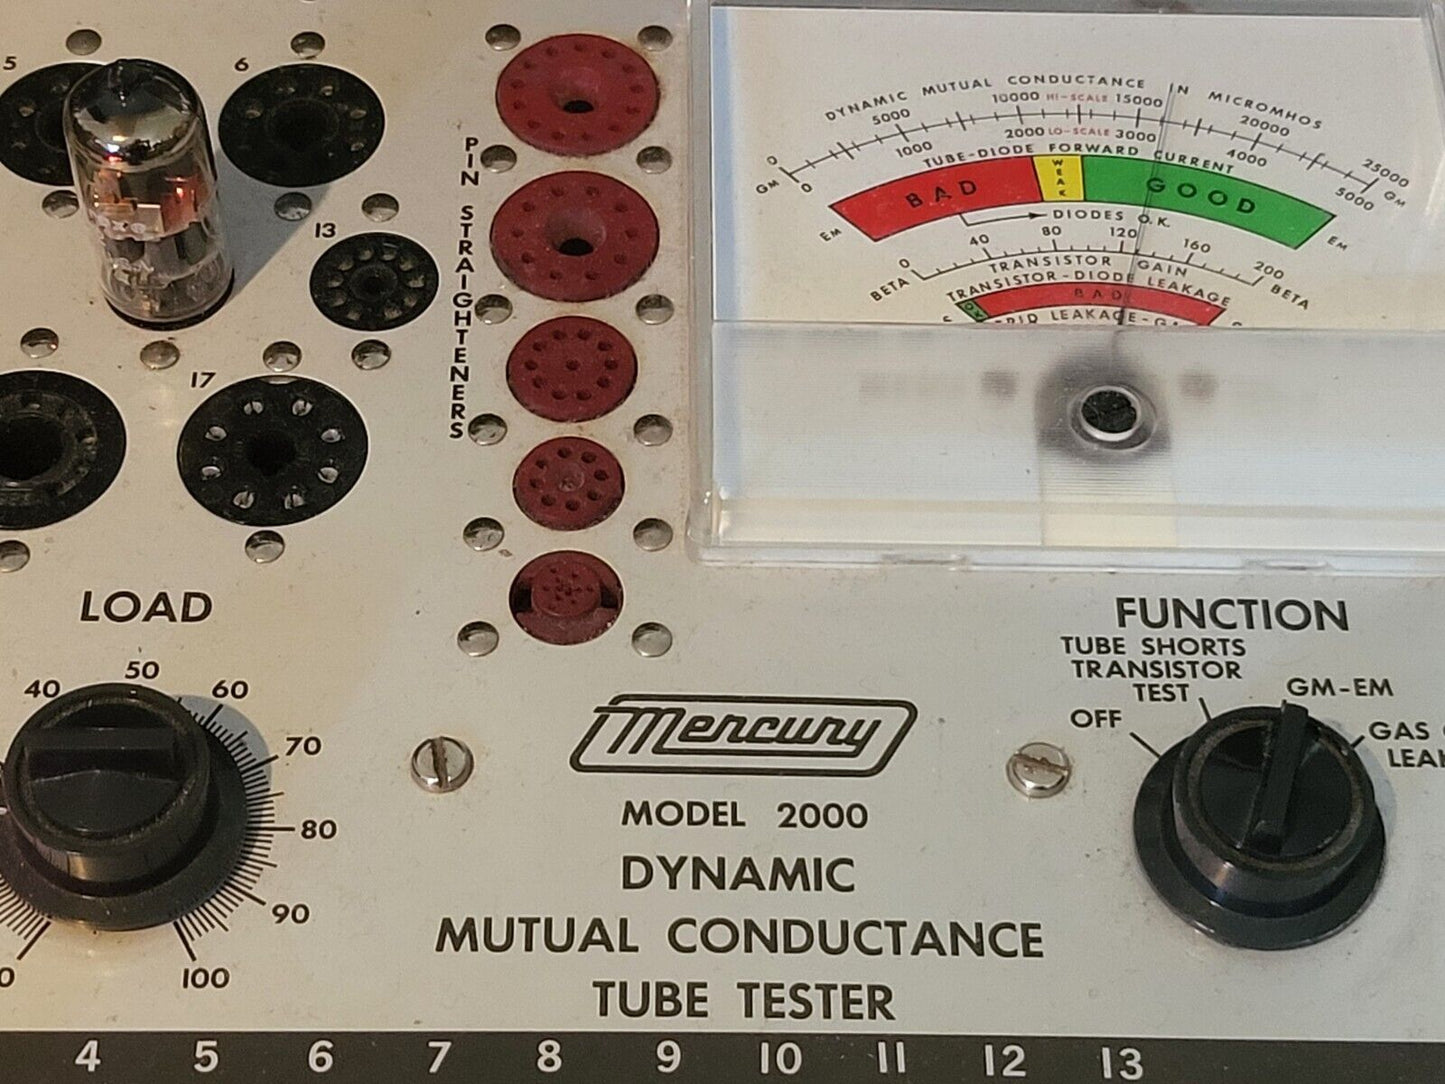 5
6
13
17
PIN STRAIGHTENERS
DYNAMIC MUTUAL CONDUCTANCE IN MICROMHOS
0 5000 10000 HI-SCALE 15000 20000 25000
GM GM
0 1000 2000 LO-SCALE 3000 4000 5000
TUBE-DIODE FORWARD CURRENT
BAD WEAK GOOD
EM EM
DIODES O.K.
0 40 80 120 160 200
BETA TRANSISTOR GAIN BETA
TRANSISTOR-DIODE LEAKAGE
BAD
LEAKAGE-
LOAD
40 50 60 70 80 90 100
FUNCTION
TUBE SHORTS
TRANSISTOR
TEST
OFF
GM-EM
GAS
Mercury
MODEL 2000
DYNAMIC
MUTUAL CONDUCTANCE
TUBE TESTER
4 5 6 7 8 9 10 11 12 13